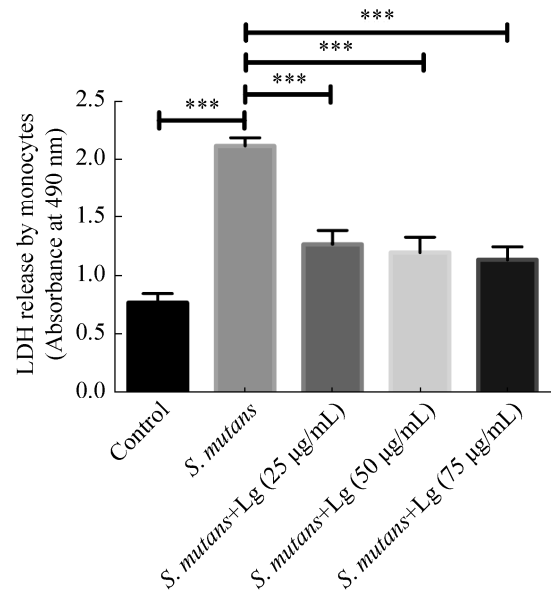 ***
***
***
***
LDH release by monocytes
(Absorbance at 490 nm)
2.5
2.0
1.5
1.0
0.5
0.0
Control
S. mutans
S. mutans+Lg (25 μg/mL)
S. mutans+Lg (50 μg/mL)
S. mutans+Lg (75 μg/mL)